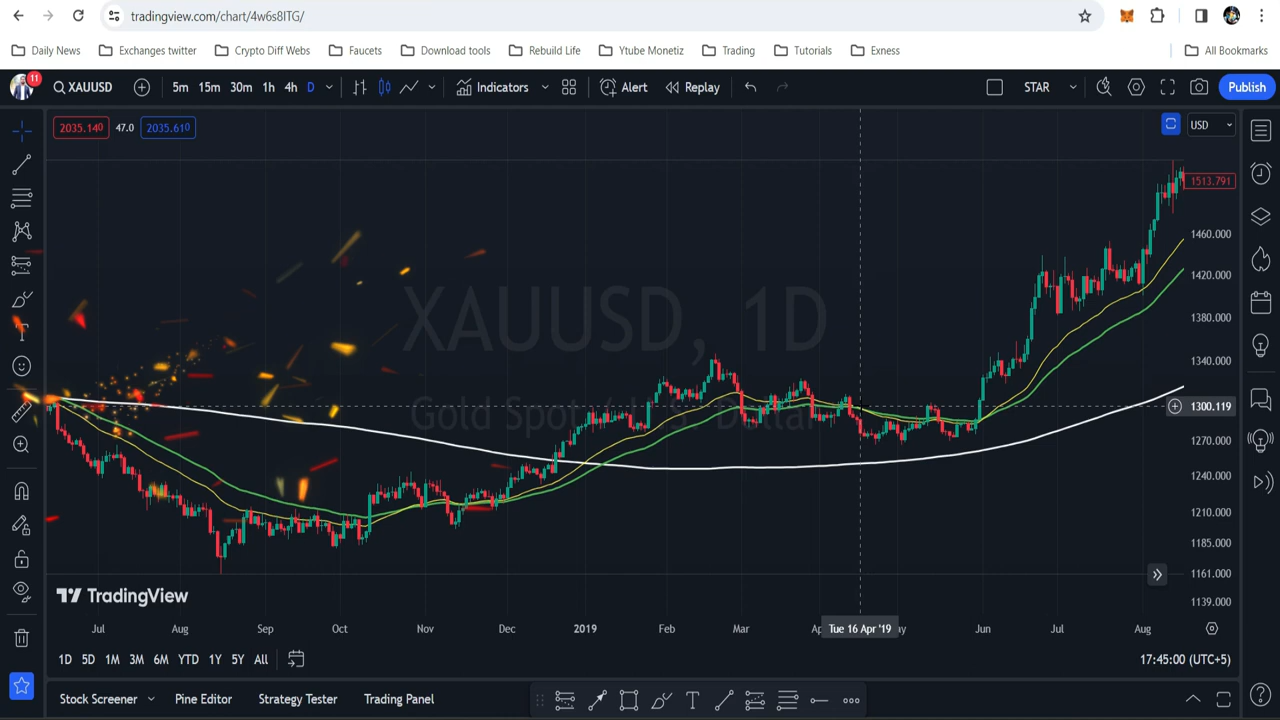 tradingview.com/chart/4w6s8ITG/
Daily News Exchanges twitter Crypto Diff Webs Faucets Download tools Rebuild Life Ytube Monetiz Trading Tutorials Exness All Bookmarks
11 XAUUSD 5m 15m 30m 1h 4h D Indicators Alert Replay STAR Publish
2035.140 47.0 2035.610 USD
1513.791
1460.000
1420.000
1380.000
XAUUSD, 1D
1340.000
Gold Spot / U.S. Dollar
1300.119
1270.000
1240.000
1210.000
1185.000
1161.000
TradingView
1139.000
Jul Aug Sep Oct Nov Dec 2019 Feb Mar Tue 16 Apr '19 Jun Jul Aug
1D 5D 1M 3M 6M YTD 1Y 5Y All 17:45:00 (UTC+5)
Stock Screener Pine Editor Strategy Tester Trading Panel